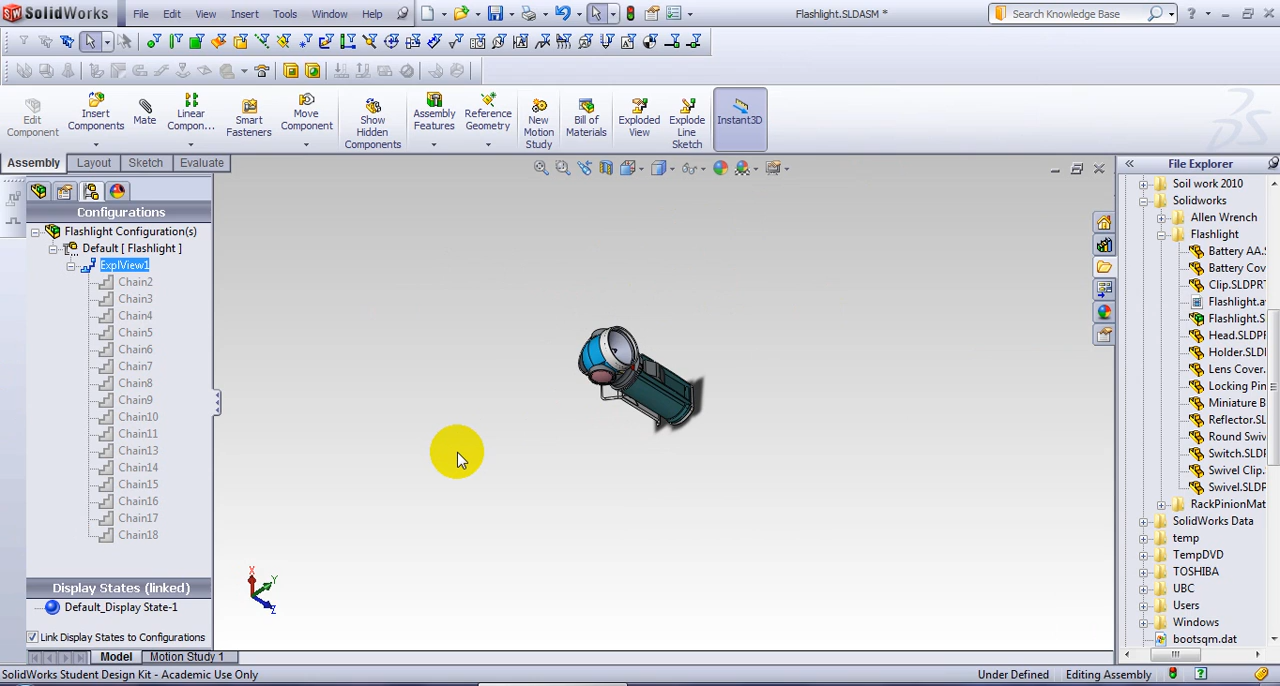 SolidWorks File Edit View Insert Tools Window Help Flashlight.SLDASM * Search Knowledge Base
Edit Component
Insert Components
Mate
Linear Compon...
Smart Fasteners
Move Component
Show Hidden Components
Assembly Features
Reference Geometry
New Motion Study
Bill of Materials
Exploded View
Explode Line Sketch
Instant3D
Assembly Layout Sketch Evaluate
Configurations
Flashlight Configuration(s)
Default [ Flashlight ]
ExplView1
Chain2
Chain3
Chain4
Chain5
Chain6
Chain7
Chain8
Chain9
Chain10
Chain11
Chain13
Chain14
Chain15
Chain16
Chain17
Chain18
Display States (linked)
Default_Display State-1
Link Display States to Configurations
X
Y
Z
File Explorer
Soil work 2010
Solidworks
Allen Wrench
Flashlight
Battery AA.S
Battery Cov
Clip.SLDPRT
Flashlight.a
Flashlight.S
Head.SLDPR
Holder.SLDP
Lens Cover.
Locking Pin
Miniature B
Reflector.SL
Round Swiv
Switch.SLDP
Swivel Clip.
Swivel.SLDP
RackPinionMat
SolidWorks Data
temp
TempDVD
TOSHIBA
UBC
Users
Windows
bootsqm.dat
Model Motion Study 1
SolidWorks Student Design Kit - Academic Use Only Under Defined Editing Assembly